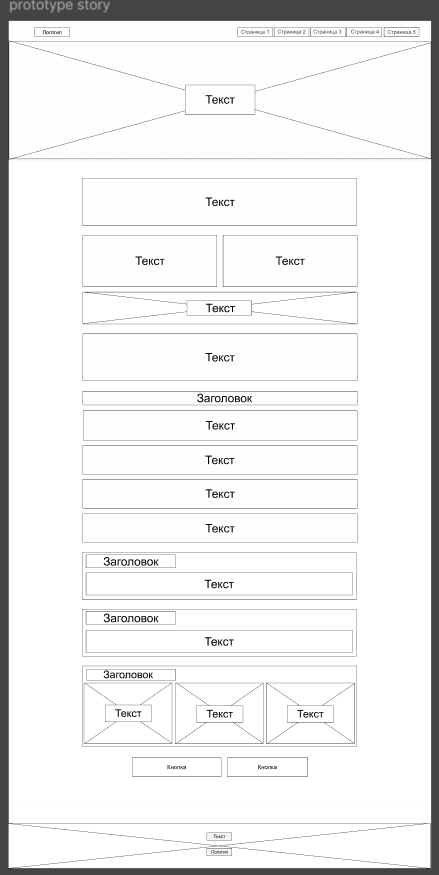 prototype story
Логотип
Страница 1 Страница 2 Страница 3 Страница 4 Страница 5
Текст
Текст
Текст Текст
Текст
Текст
Заголовок
Текст
Текст
Текст
Текст
Заголовок
Текст
Заголовок
Текст
Заголовок
Текст Текст Текст
Кнопка Кнопка
Текст
Логотип